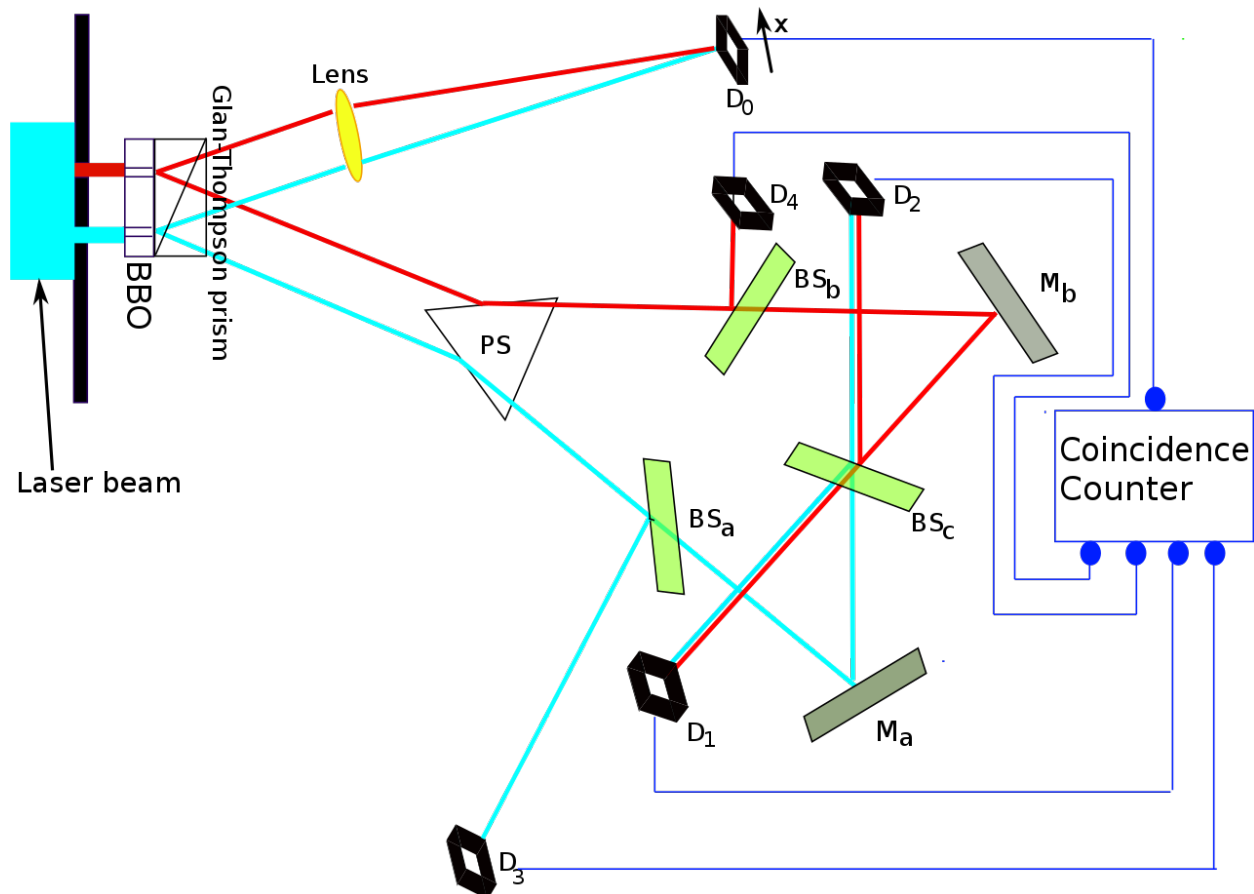 x
Lens
D0
Glan-Thompson prism
D4
D2
BBO
BSb
Mb
PS
Coincidence
Counter
Laser beam
BSa
BSc
D1
Ma
D3